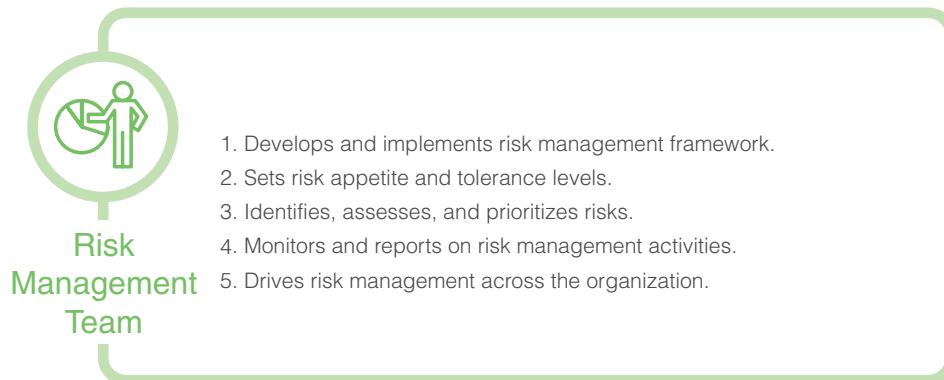 Risk
Management
Team
1. Develops and implements risk management framework.
2. Sets risk appetite and tolerance levels.
3. Identifies, assesses, and prioritizes risks.
4. Monitors and reports on risk management activities.
5. Drives risk management across the organization.